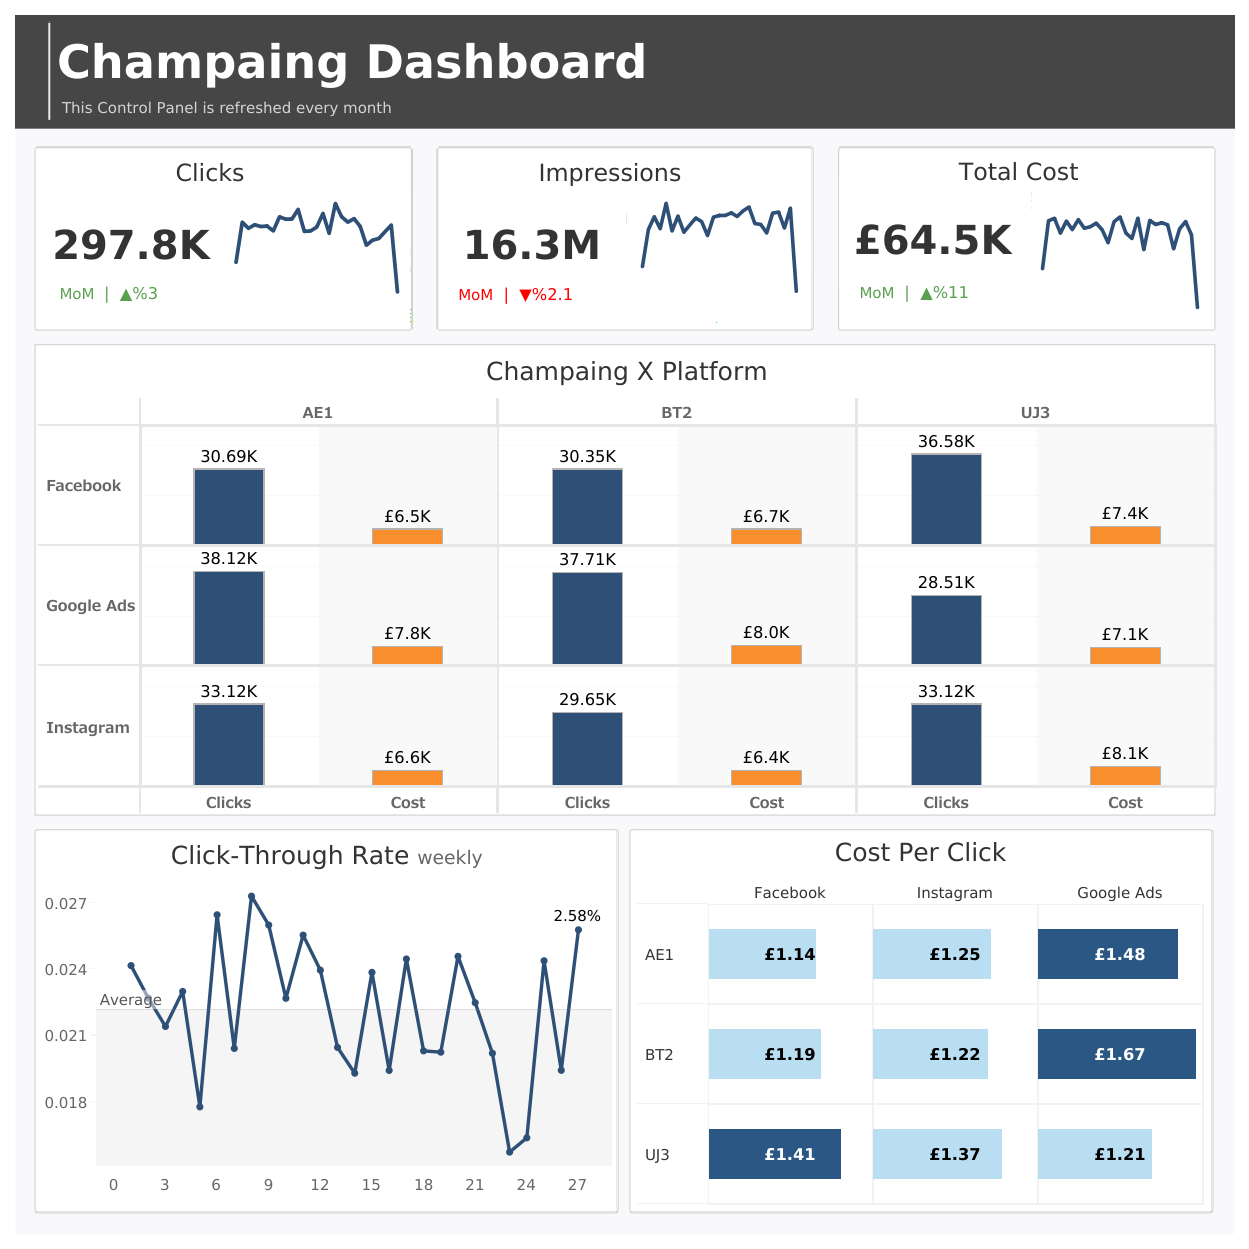 Champaing Dashboard
This Control Panel is refreshed every month
Clicks
297.8K
MoM | ▲%3
Impressions
16.3M
MoM | ▼%2.1
Total Cost
£64.5K
MoM | ▲%11
Champaing X Platform
AE1 BT2 UJ3
Facebook 30.69K £6.5K 30.35K £6.7K 36.58K £7.4K
Google Ads 38.12K £7.8K 37.71K £8.0K 28.51K £7.1K
Instagram 33.12K £6.6K 29.65K £6.4K 33.12K £8.1K
Clicks Cost Clicks Cost Clicks Cost
Click-Through Rate weekly
0.027
2.58%
0.024
Average
0.021
0.018
0 3 6 9 12 15 18 21 24 27
Cost Per Click
Facebook Instagram Google Ads
AE1 £1.14 £1.25 £1.48
BT2 £1.19 £1.22 £1.67
UJ3 £1.41 £1.37 £1.21